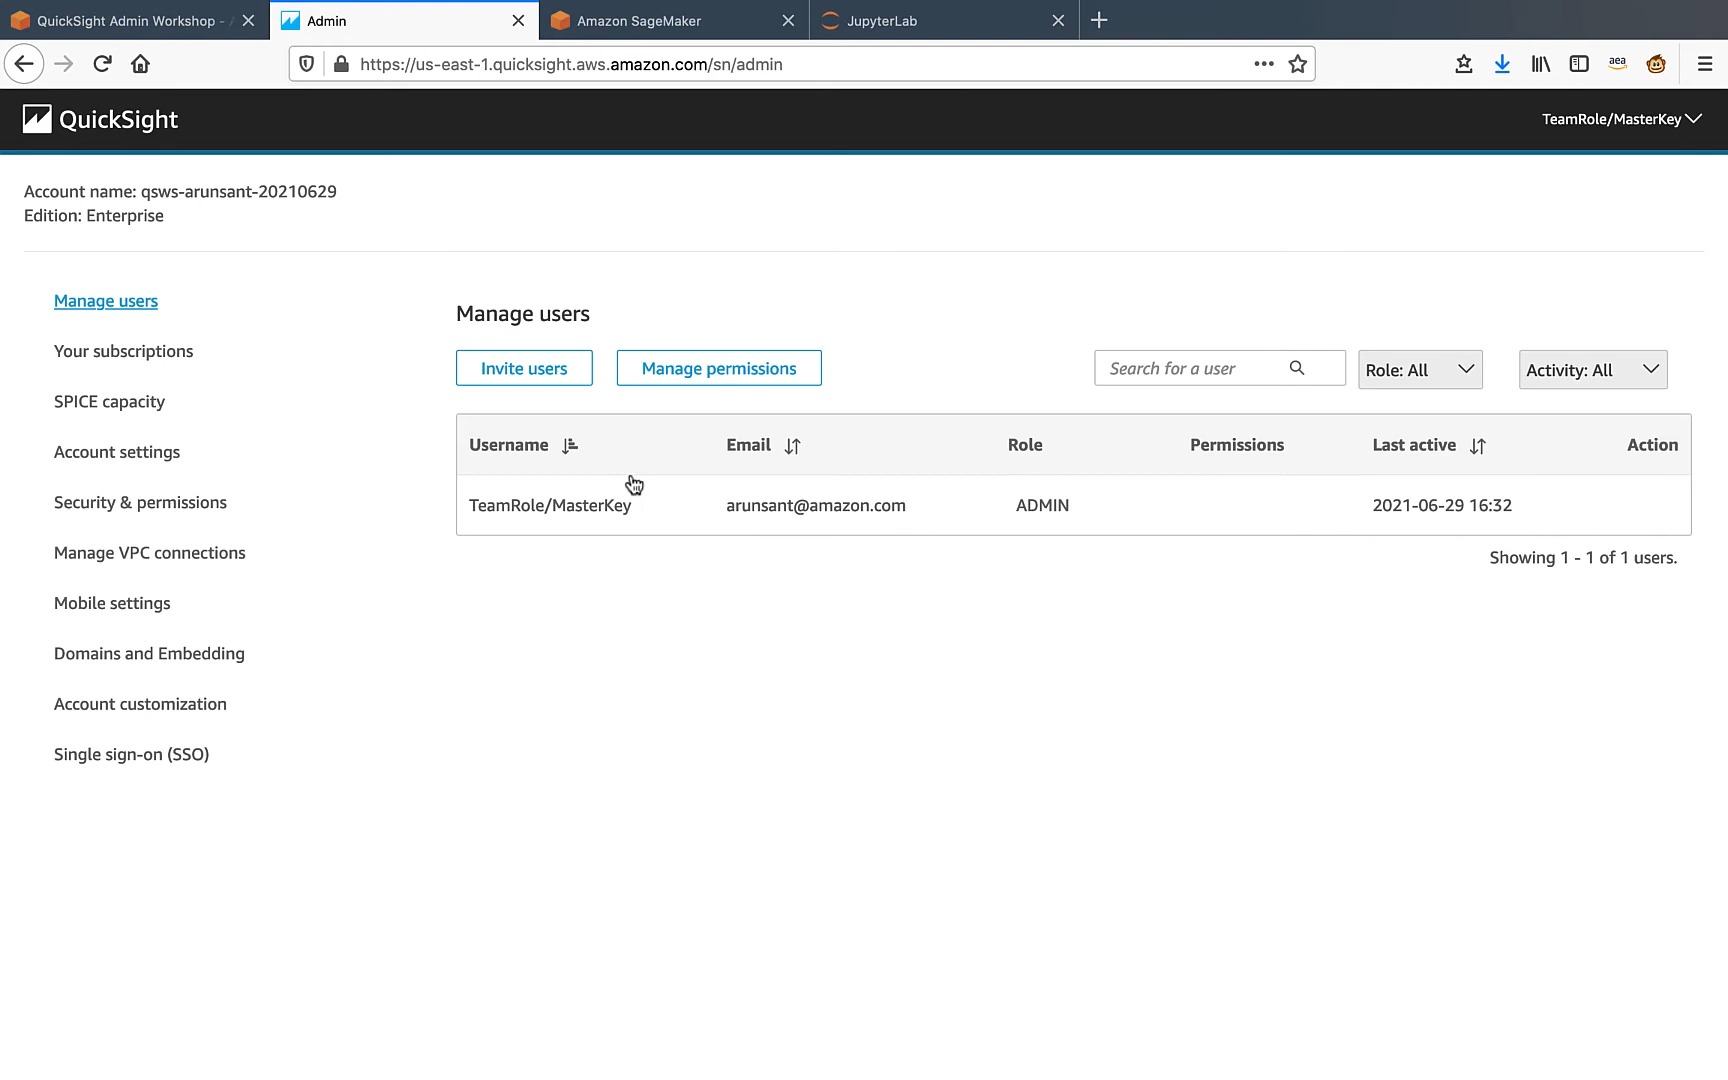 QuickSight Admin Workshop - A
Admin
Amazon SageMaker
JupyterLab
https://us-east-1.quicksight.aws.amazon.com/sn/admin
aea
QuickSight
TeamRole/MasterKey
Account name: qsws-arunsant-20210629
Edition: Enterprise
Manage users
Your subscriptions
SPICE capacity
Account settings
Security & permissions
Manage VPC connections
Mobile settings
Domains and Embedding
Account customization
Single sign-on (SSO)
Manage users
Invite users
Manage permissions
Search for a user
Role: All
Activity: All
Username Email Role Permissions Last active Action
TeamRole/MasterKey arunsant@amazon.com ADMIN 2021-06-29 16:32
Showing 1 - 1 of 1 users.